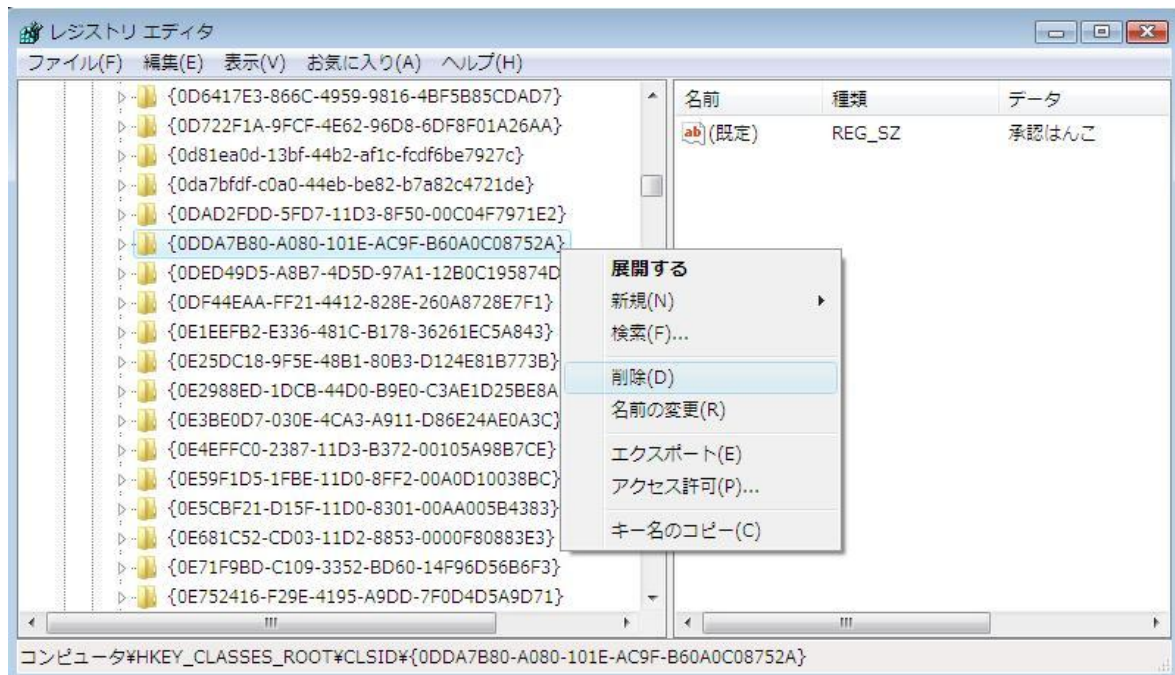 レジストリ エディタ
ファイル(F) 編集(E) 表示(V) お気に入り(A) ヘルプ(H)
{0D6417E3-866C-4959-9816-4BF5B85CDAD7}
{0D722F1A-9FCF-4E62-96D8-6DF8F01A26AA}
{0d81ea0d-13bf-44b2-af1c-fcdf6be7927c}
{0da7bfdf-c0a0-44eb-be82-b7a82c4721de}
{0DAD2FDD-5FD7-11D3-8F50-00C04F7971E2}
{0DDA7B80-A080-101E-AC9F-B60A0C08752A}
{0DED49D5-A8B7-4D5D-97A1-12B0C195874D
{0DF44EAA-FF21-4412-828E-260A8728E7F1}
{0E1EEFB2-E336-481C-B178-36261EC5A843}
{0E25DC18-9F5E-48B1-80B3-D124E81B773B}
{0E2988ED-1DCB-44D0-B9E0-C3AE1D25BE8A
{0E3BE0D7-030E-4CA3-A911-D86E24AE0A3C}
{0E4EFFC0-2387-11D3-B372-00105A98B7CE}
{0E59F1D5-1FBE-11D0-8FF2-00A0D10038BC}
{0E5CBF21-D15F-11D0-8301-00AA005B4383}
{0E681C52-CD03-11D2-8853-0000F80883E3}
{0E71F9BD-C109-3352-BD60-14F96D56B6F3}
{0E752416-F29E-4195-A9DD-7F0D4D5A9D71}
名前 種類 データ
ab (既定) REG_SZ 承認はんこ
展開する
新規(N)
検索(F)...
削除(D)
名前の変更(R)
エクスポート(E)
アクセス許可(P)...
キー名のコピー(C)
コンピュータ¥HKEY_CLASSES_ROOT¥CLSID¥{0DDA7B80-A080-101E-AC9F-B60A0C08752A}